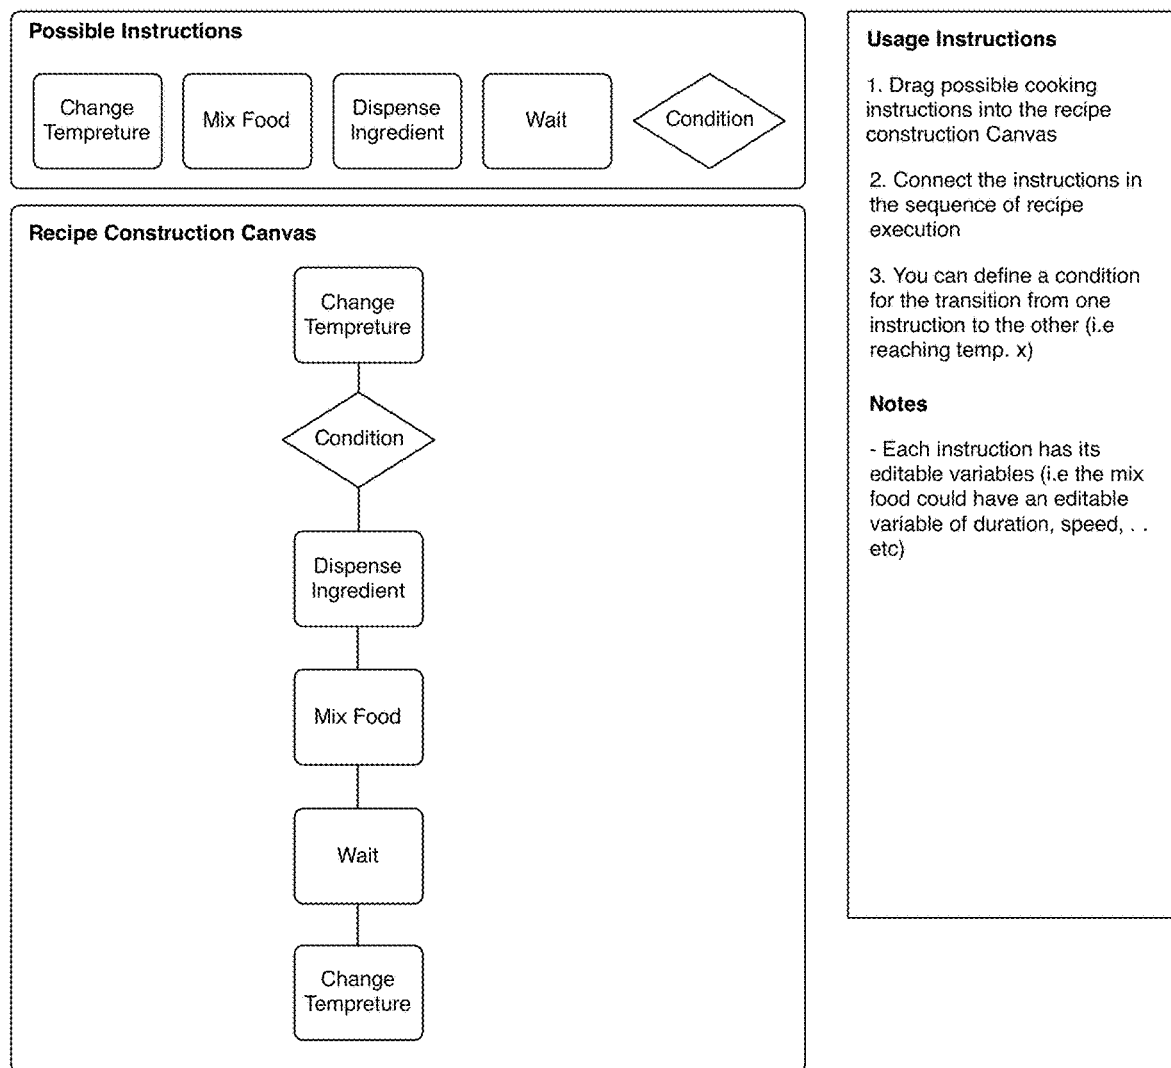 Possible Instructions
Change
Tempreture
Mix Food
Dispense
Ingredient
Wait
Condition
Recipe Construction Canvas
Change
Tempreture
Condition
Dispense
Ingredient
Mix Food
Wait
Change
Tempreture
Usage Instructions
1. Drag possible cooking
instructions into the recipe
construction Canvas
2. Connect the instructions in
the sequence of recipe
execution
3. You can define a condition
for the transition from one
instruction to the other (i.e
reaching temp. x)
Notes
- Each instruction has its
editable variables (i.e the mix
food could have an editable
variable of duration, speed, . .
etc)